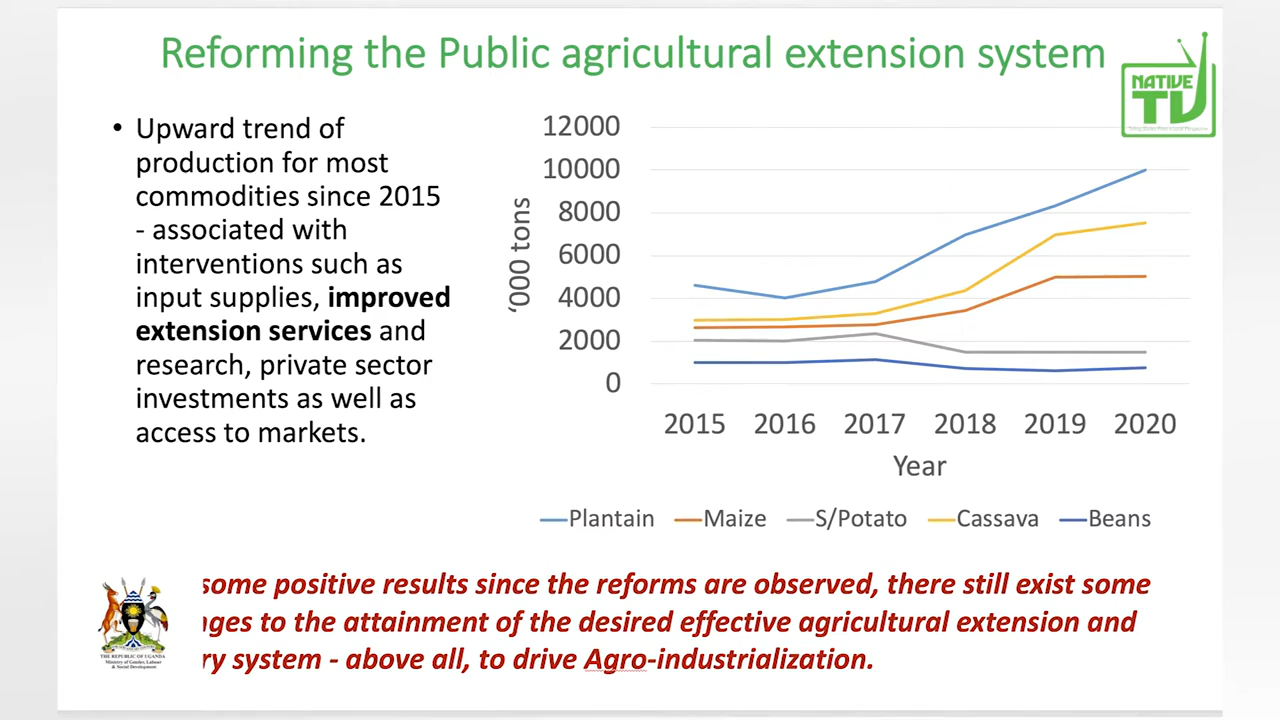 Reforming the Public agricultural extension system
NATIVE
TV
• Upward trend of
production for most
commodities since 2015
- associated with
interventions such as
input supplies, improved
extension services and
research, private sector
investments as well as
access to markets.
12000
10000
8000
6000
4000
2000
0
‘000 tons
2015 2016 2017 2018 2019 2020
Year
Plantain Maize S/Potato Cassava Beans
some positive results since the reforms are observed, there still exist some
nges to the attainment of the desired effective agricultural extension and
ry system - above all, to drive Agro-industrialization.
THE REPUBLIC OF UGANDA
Ministry of Gender, Labour
& Social Development